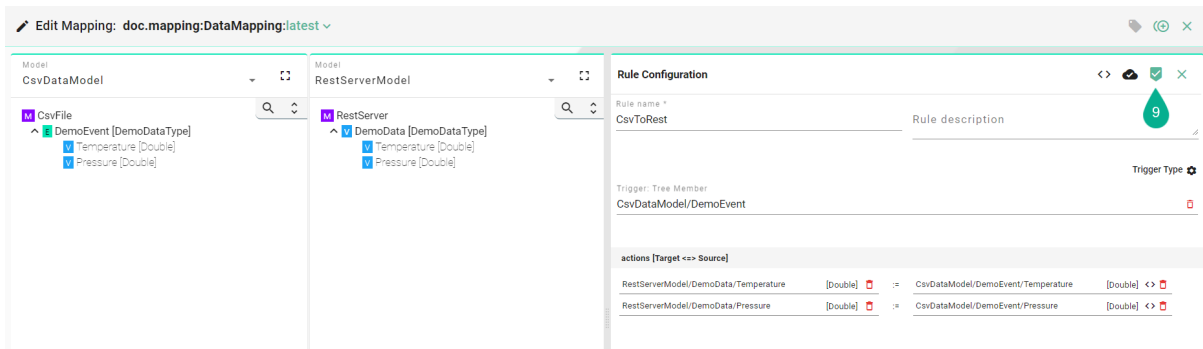 Edit Mapping: doc.mapping:DataMapping:latest
Model
CsvDataModel
M CsvFile
E DemoEvent [DemoDataType]
V Temperature [Double]
V Pressure [Double]
Model
RestServerModel
M RestServer
V DemoData [DemoDataType]
V Temperature [Double]
V Pressure [Double]
Rule Configuration
9
Rule name *
CsvToRest
Rule description
Trigger Type
Trigger: Tree Member
CsvDataModel/DemoEvent
actions [Target <=> Source]
RestServerModel/DemoData/Temperature [Double] := CsvDataModel/DemoEvent/Temperature [Double] <>
RestServerModel/DemoData/Pressure [Double] := CsvDataModel/DemoEvent/Pressure [Double] <>